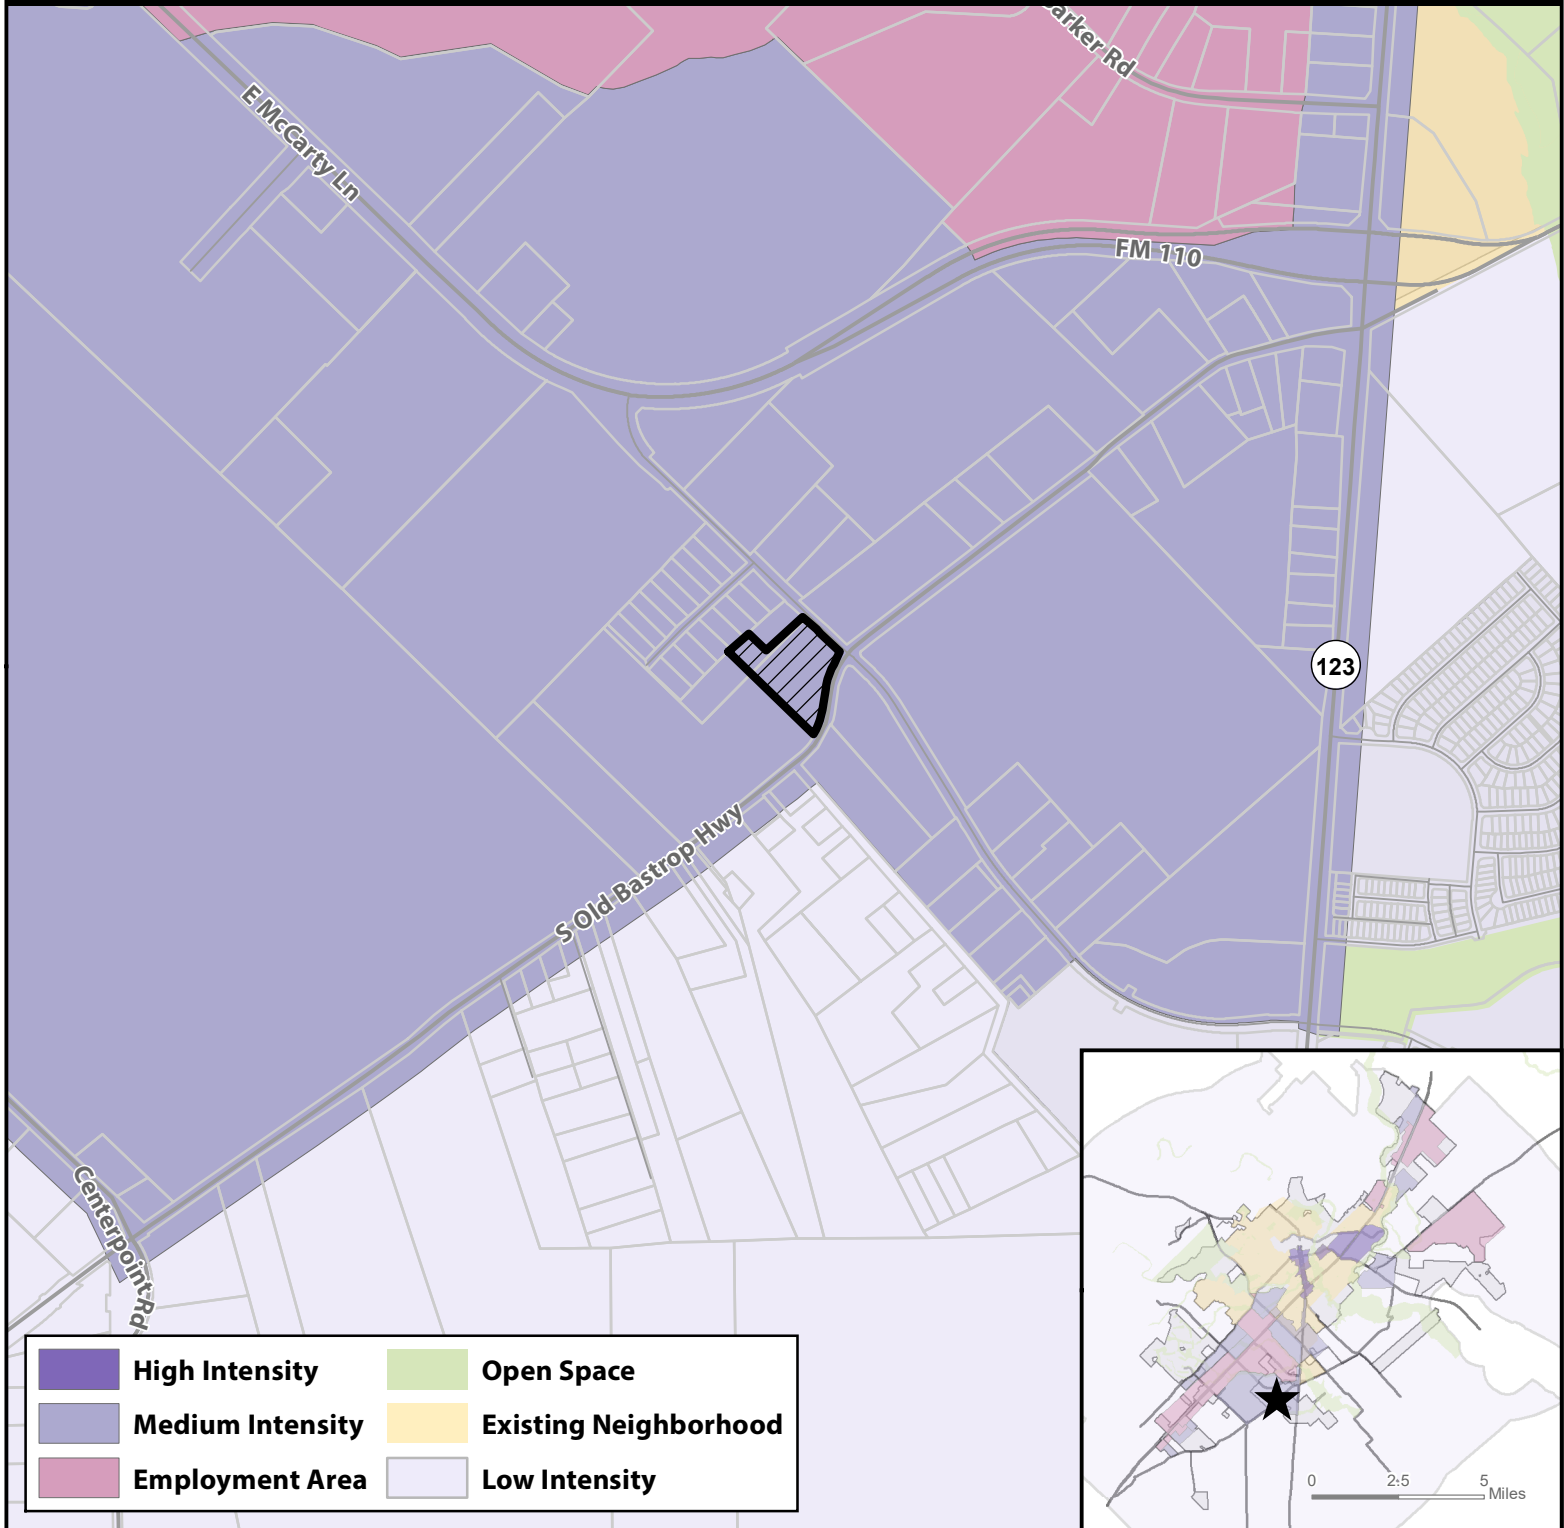 arker Rd
E McCarty Ln
FM 110
123
S Old Bastrop Hwy
Centerpoint Rd
High Intensity
Medium Intensity
Employment Area
Open Space
Existing Neighborhood
Low Intensity
0 2.5 5
Miles